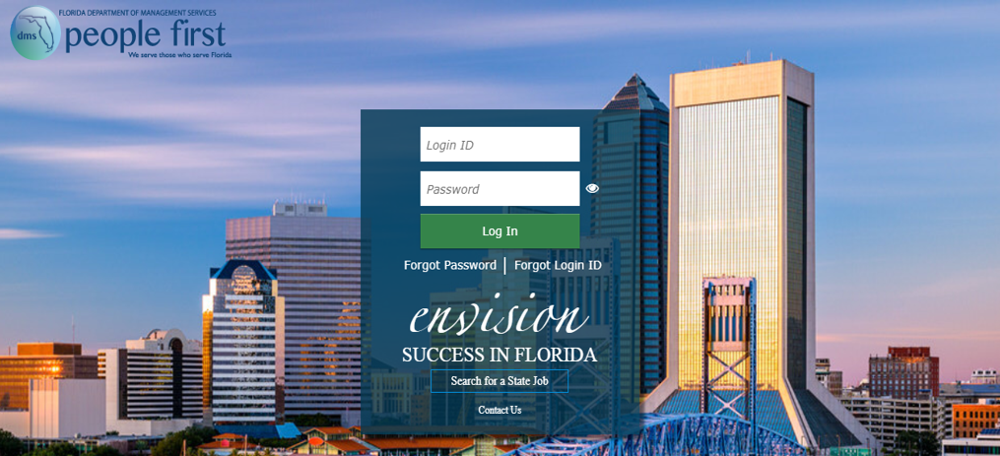 FLORIDA DEPARTMENT OF MANAGEMENT SERVICES
dms people first
We serve those who serve Florida
Login ID
Password
Log In
Forgot Password | Forgot Login ID
envision
SUCCESS IN FLORIDA
Search for a State Job
Contact Us